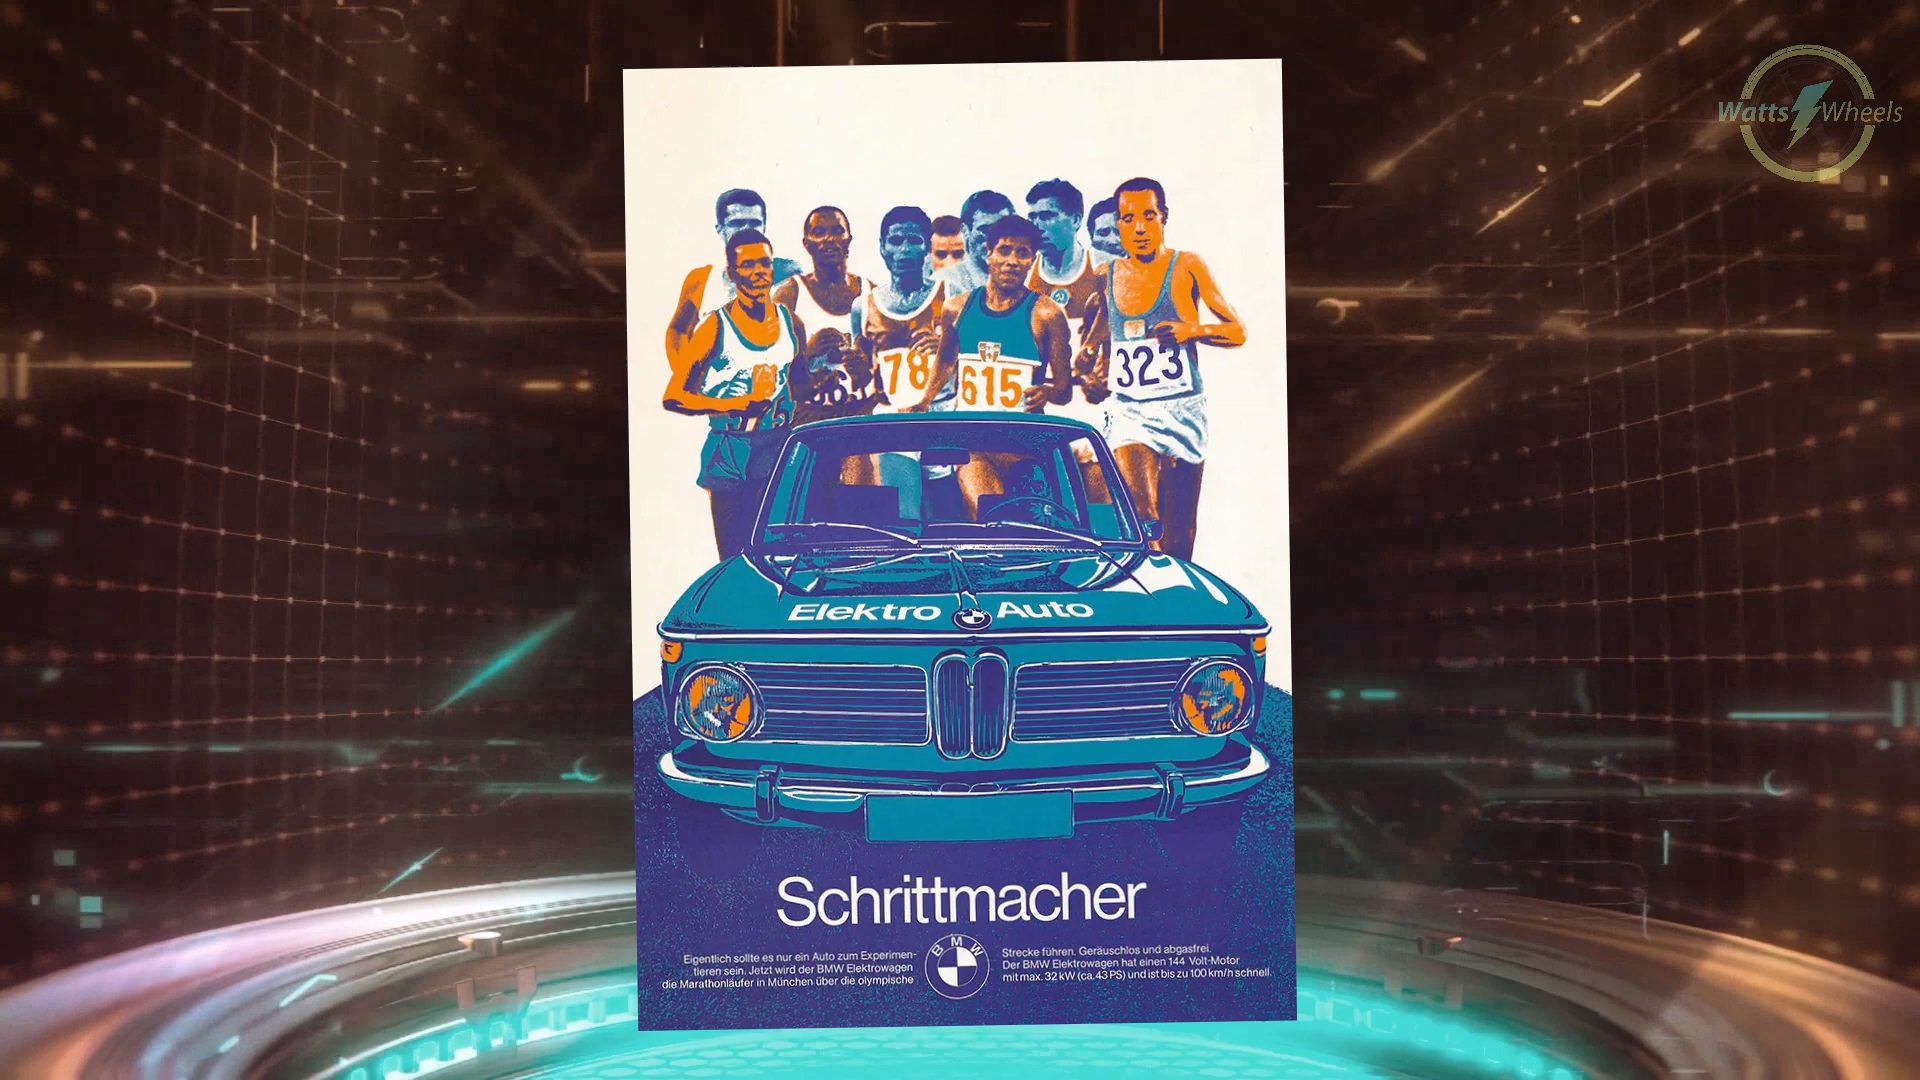 Watts Wheels
78
615
323
Elektro Auto
Schrittmacher
BMW
Eigentlich sollte es nur ein Auto zum Experimen-
tieren sein. Jetzt wird der BMW Elektrowagen
die Marathonläufer in München über die olympische
Strecke führen. Geräuschlos und abgasfrei.
Der BMW Elektrowagen hat einen 144 Volt-Motor
mit max. 32 kW (ca. 43 PS) und ist bis zu 100 km/h schnell.